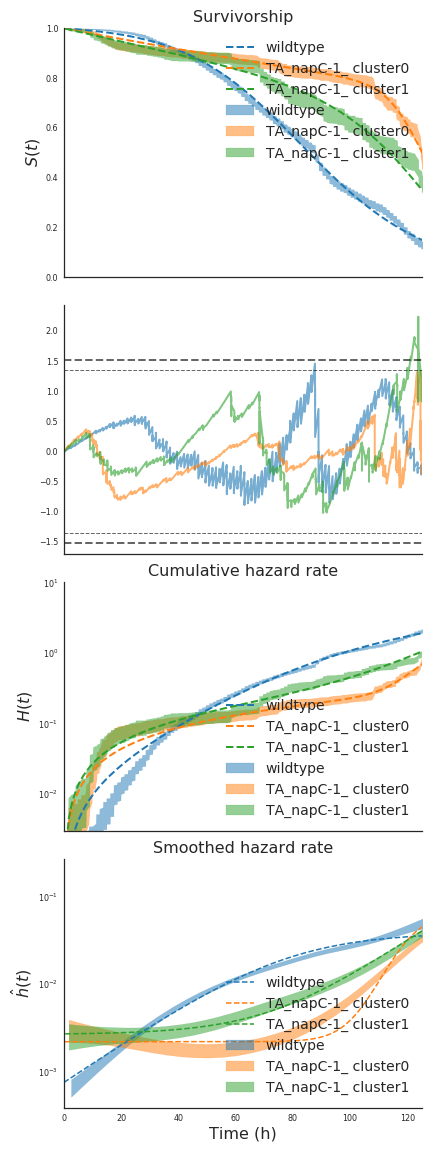 Survivorship
1.0
0.8
0.6
0.4
0.2
0.0
S(t)
wildtype
TA_napC-1_ cluster0
TA_napC-1_ cluster1
wildtype
TA_napC-1_ cluster0
TA_napC-1_ cluster1
2.0
1.5
1.0
0.5
0.0
−0.5
−1.0
−1.5
Cumulative hazard rate
10¹
10⁰
10⁻¹
10⁻²
H(t)
wildtype
TA_napC-1_ cluster0
TA_napC-1_ cluster1
wildtype
TA_napC-1_ cluster0
TA_napC-1_ cluster1
Smoothed hazard rate
10⁻¹
10⁻²
10⁻³
ĥ(t)
wildtype
TA_napC-1_ cluster0
TA_napC-1_ cluster1
wildtype
TA_napC-1_ cluster0
TA_napC-1_ cluster1
0 20 40 60 80 100 120
Time (h)